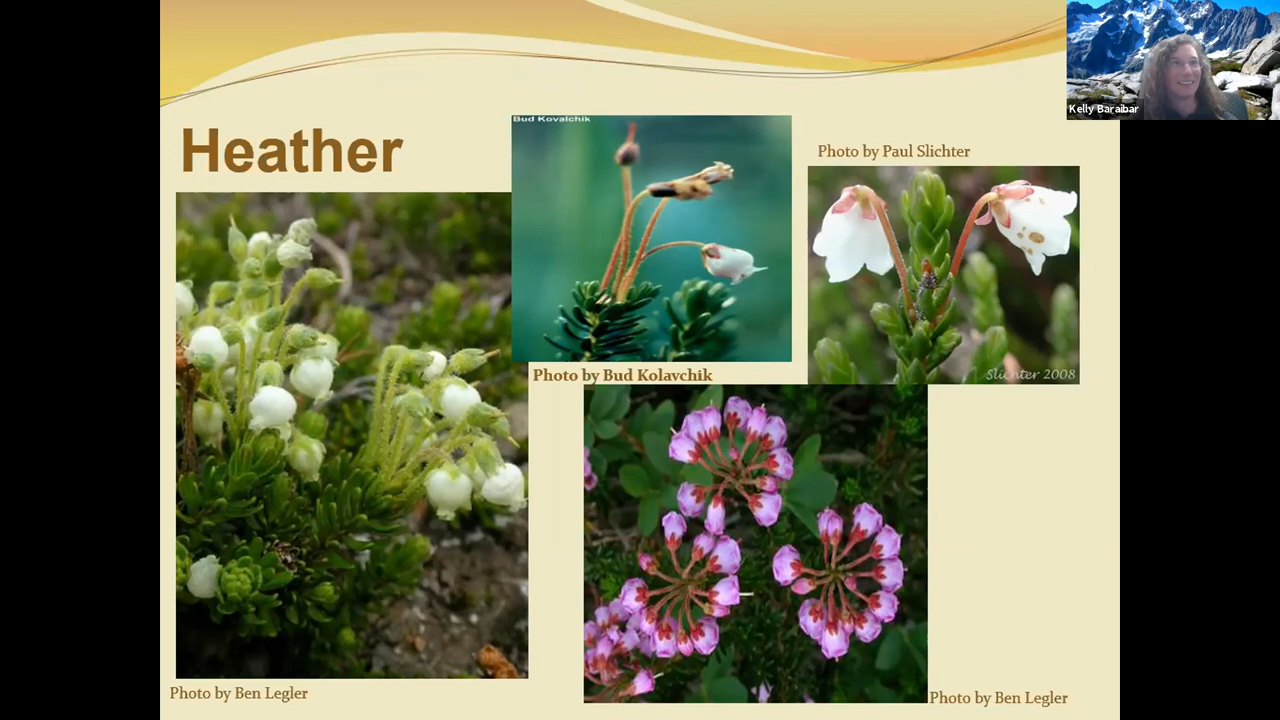 Kelly Baraibar
Heather
Bud Kovalchik
Photo by Paul Slichter
Slichter 2008
Photo by Bud Kolavchik
Photo by Ben Legler
Photo by Ben Legler